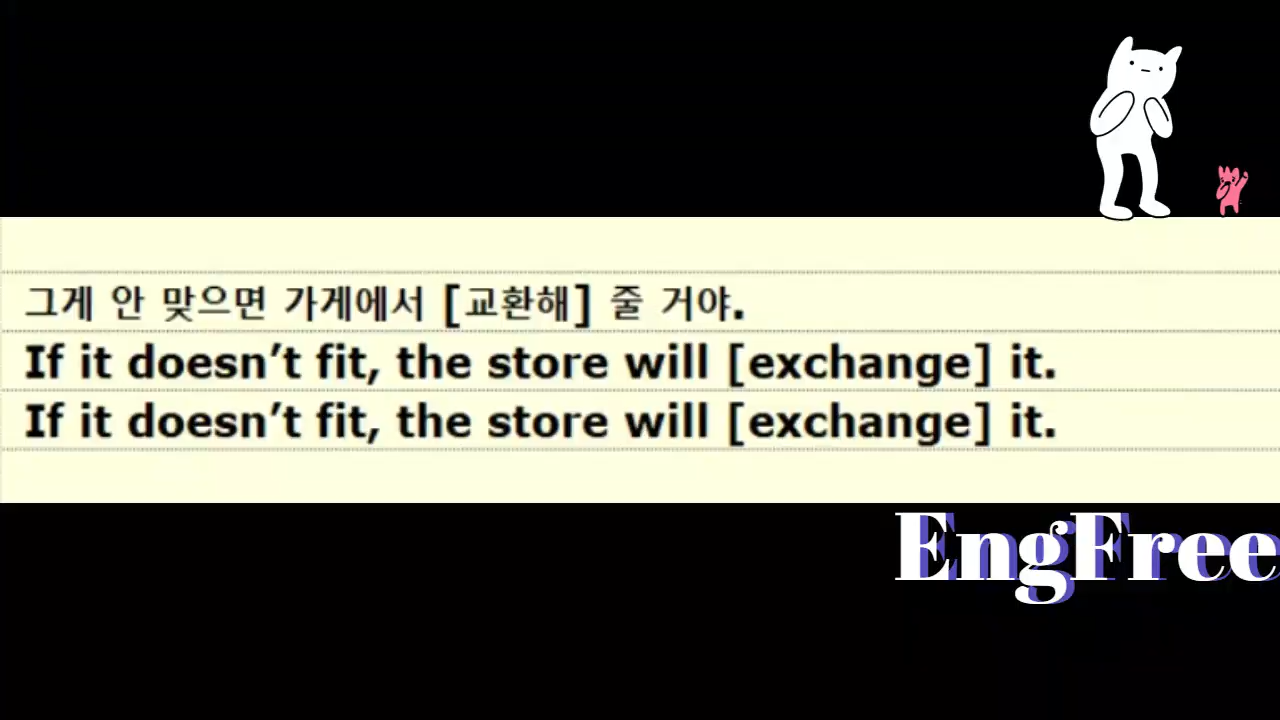 그게 안 맞으면 가게에서 [교환해] 줄 거야.
If it doesn’t fit, the store will [exchange] it.
If it doesn’t fit, the store will [exchange] it.
EngFree